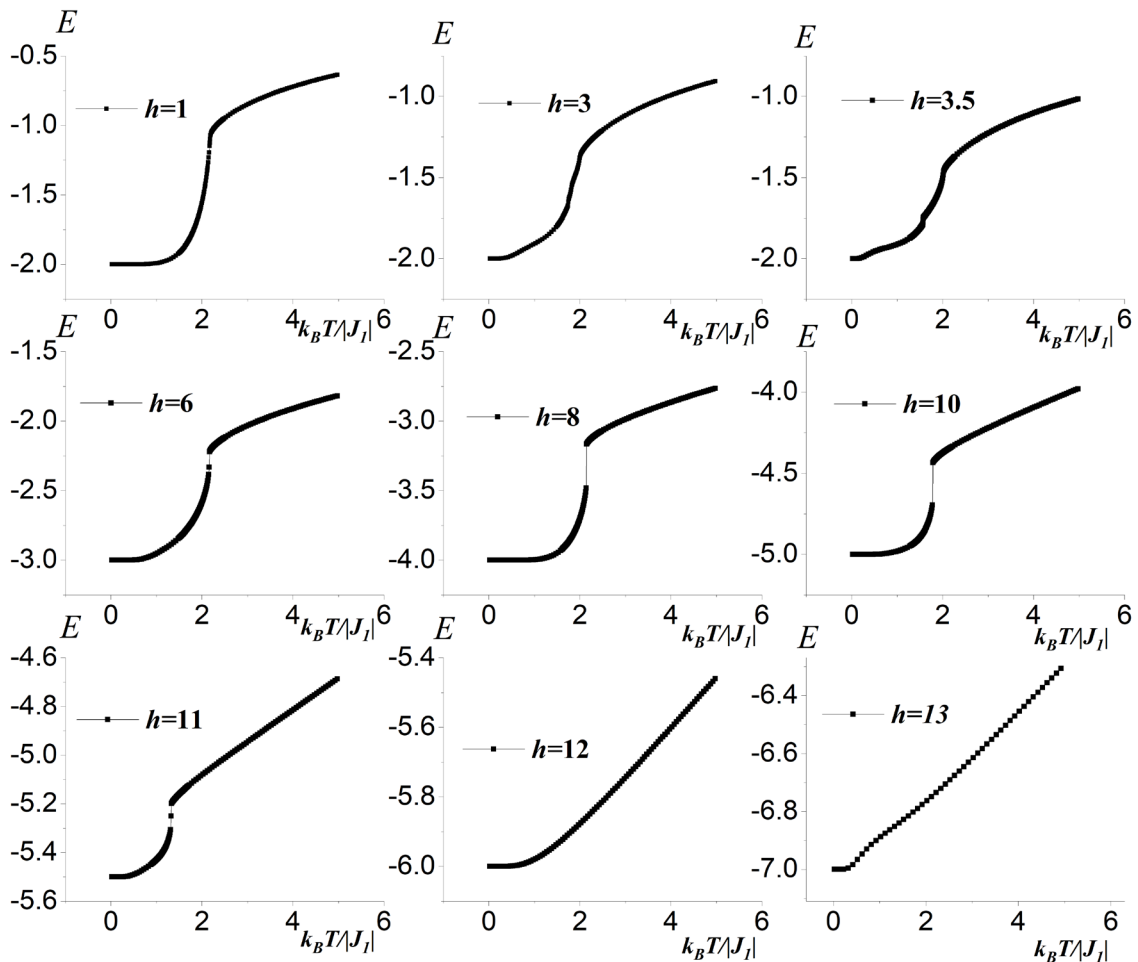 E
-0.5
-1.0
-1.5
-2.0
h=1
0 2 4 6
k_BT/|J_1|
E
-1.0
-1.5
-2.0
h=3
0 2 4 6
k_BT/|J_1|
E
-1.0
-1.5
-2.0
h=3.5
0 2 4 6
k_BT/|J_1|
E
-1.5
-2.0
-2.5
-3.0
h=6
0 2 4 6
k_BT/|J_1|
E
-2.5
-3.0
-3.5
-4.0
h=8
0 2 4 6
k_BT/|J_1|
E
-4.0
-4.5
-5.0
h=10
0 2 4 6
k_BT/|J_1|
E
-4.6
-4.8
-5.0
-5.2
-5.4
-5.6
h=11
0 2 4 6
k_BT/|J_1|
E
-5.4
-5.6
-5.8
-6.0
h=12
0 2 4 6
k_BT/|J_1|
E
-6.4
-6.6
-6.8
-7.0
h=13
0 2 4 6
k_BT/|J_1|